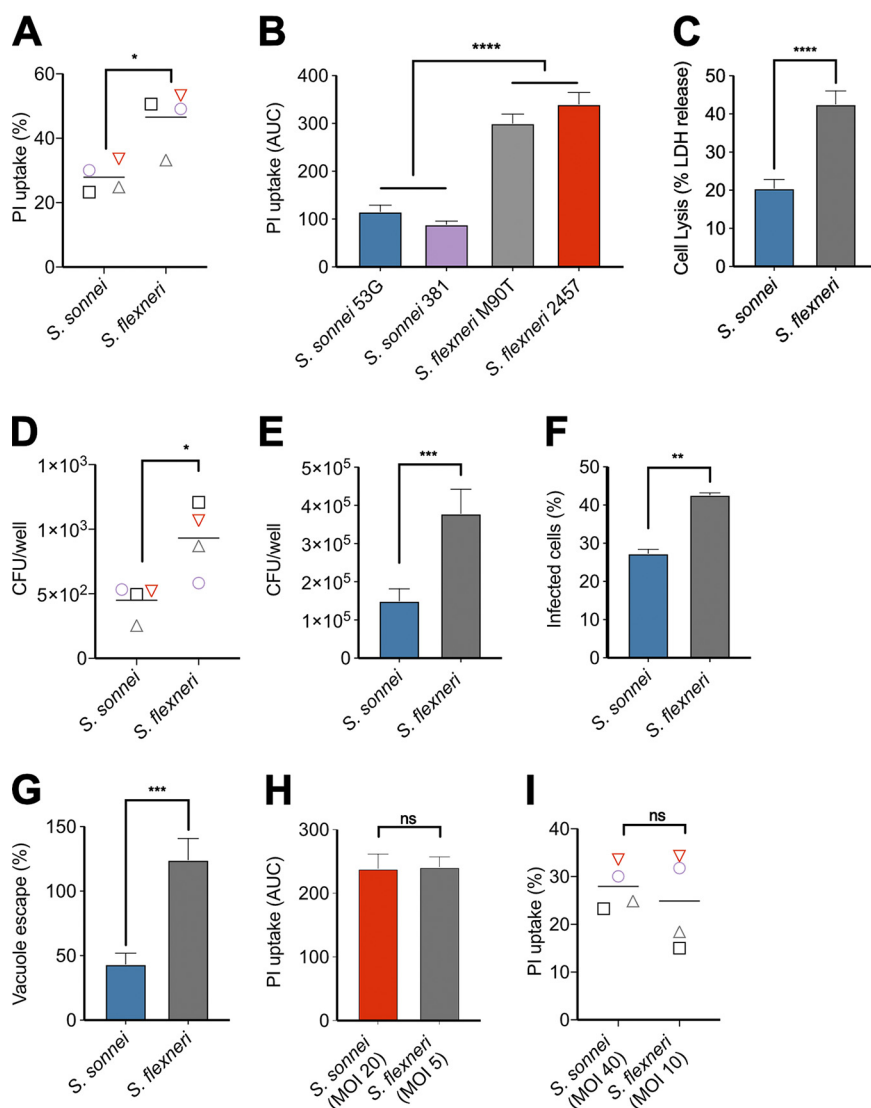 A
*
60
40
20
0
PI uptake (%)
S. sonnei
S. flexneri
B
****
400
300
200
100
0
PI uptake (AUC)
S. sonnei 53G
S. sonnei 381
S. flexneri M90T
S. flexneri 2457
C
****
50
40
30
20
10
0
Cell Lysis (% LDH release)
S. sonnei
S. flexneri
D
*
1×10³
1×10³
5×10²
0
CFU/well
S. sonnei
S. flexneri
E
***
5×10⁵
4×10⁵
3×10⁵
2×10⁵
1×10⁵
0
CFU/well
S. sonnei
S. flexneri
F
**
50
40
30
20
10
0
Infected cells (%)
S. sonnei
S. flexneri
G
***
150
100
50
0
Vacuole escape (%)
S. sonnei
S. flexneri
H
ns
300
200
100
0
PI uptake (AUC)
S. sonnei
(MOI 20)
S. flexneri
(MOI 5)
I
ns
40
30
20
10
0
PI uptake (%)
S. sonnei
(MOI 40)
S. flexneri
(MOI 10)